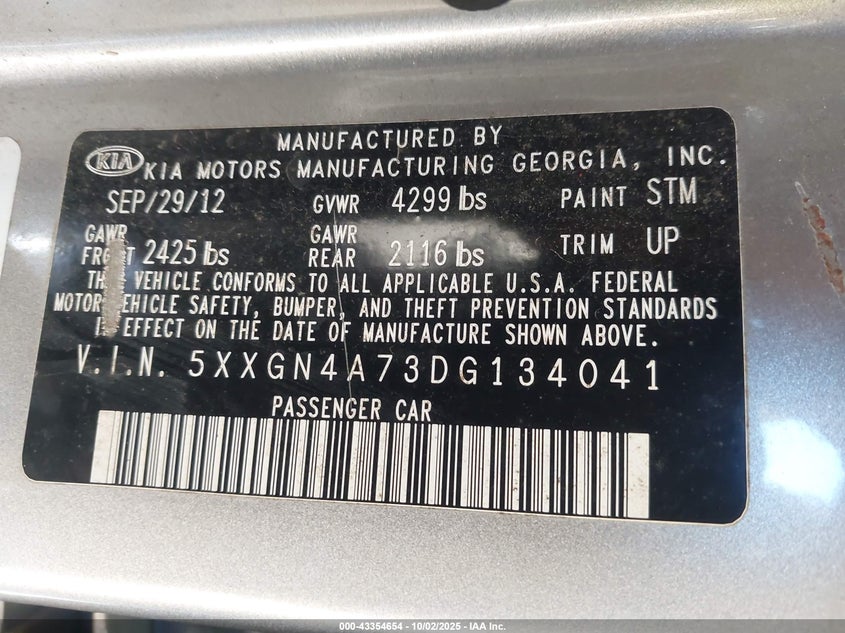 MANUFACTURED BY
KIA KIA MOTORS MANUFACTURING GEORGIA, INC.
SEP/29/12 GVWR 4299 lbs PAINT STM
GAWR FRONT 2425 lbs GAWR REAR 2116 lbs TRIM UP
THIS VEHICLE CONFORMS TO ALL APPLICABLE U.S.A. FEDERAL
MOTOR VEHICLE SAFETY, BUMPER, AND THEFT PREVENTION STANDARDS
IN EFFECT ON THE DATE OF MANUFACTURE SHOWN ABOVE.
V.I.N. 5XXGN4A73DG134041
PASSENGER CAR
000-43354654 | 10/02/2025 - IAA Inc.